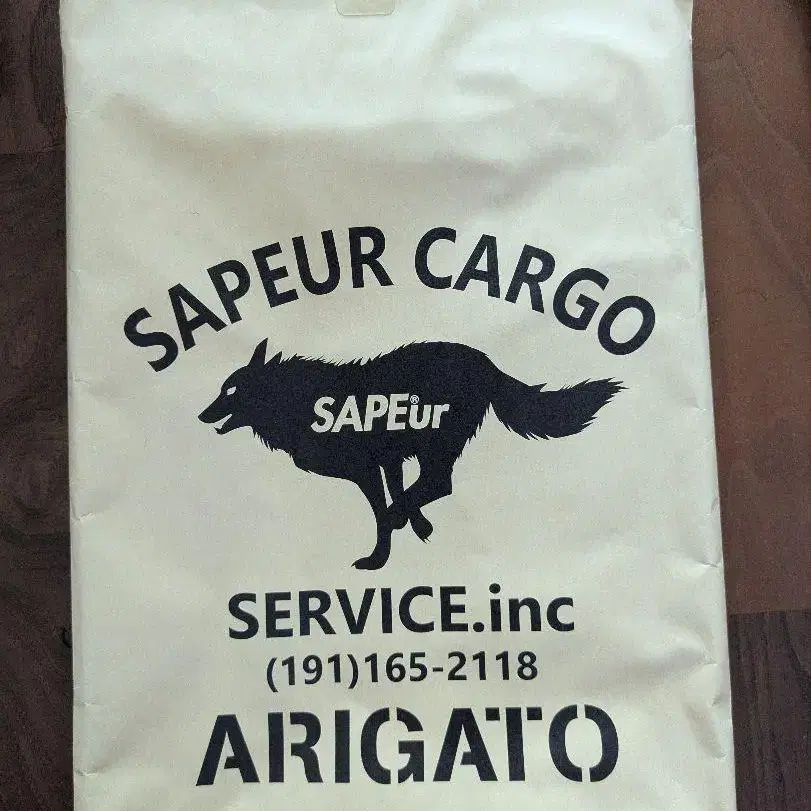 SAPEUR CARGO
SAPEur®
SERVICE.inc
(191)165-2118
ARIGATO